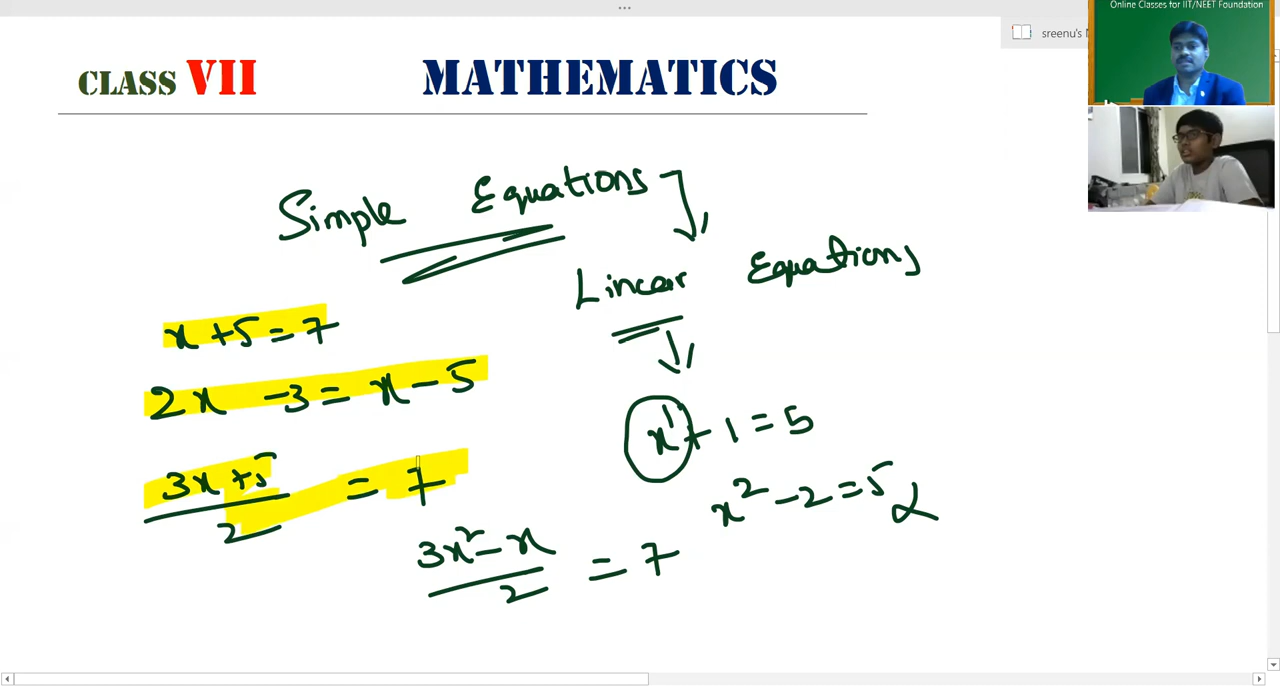 Online Classes for IIT/NEET Foundation
sreenu's
CLASS VII MATHEMATICS
Simple Equations
Linear Equations
x+5=7
2x -3= x-5
x¹+1=5
3x+5/2 = 7
x²-2=5
3x²-x/2 = 7